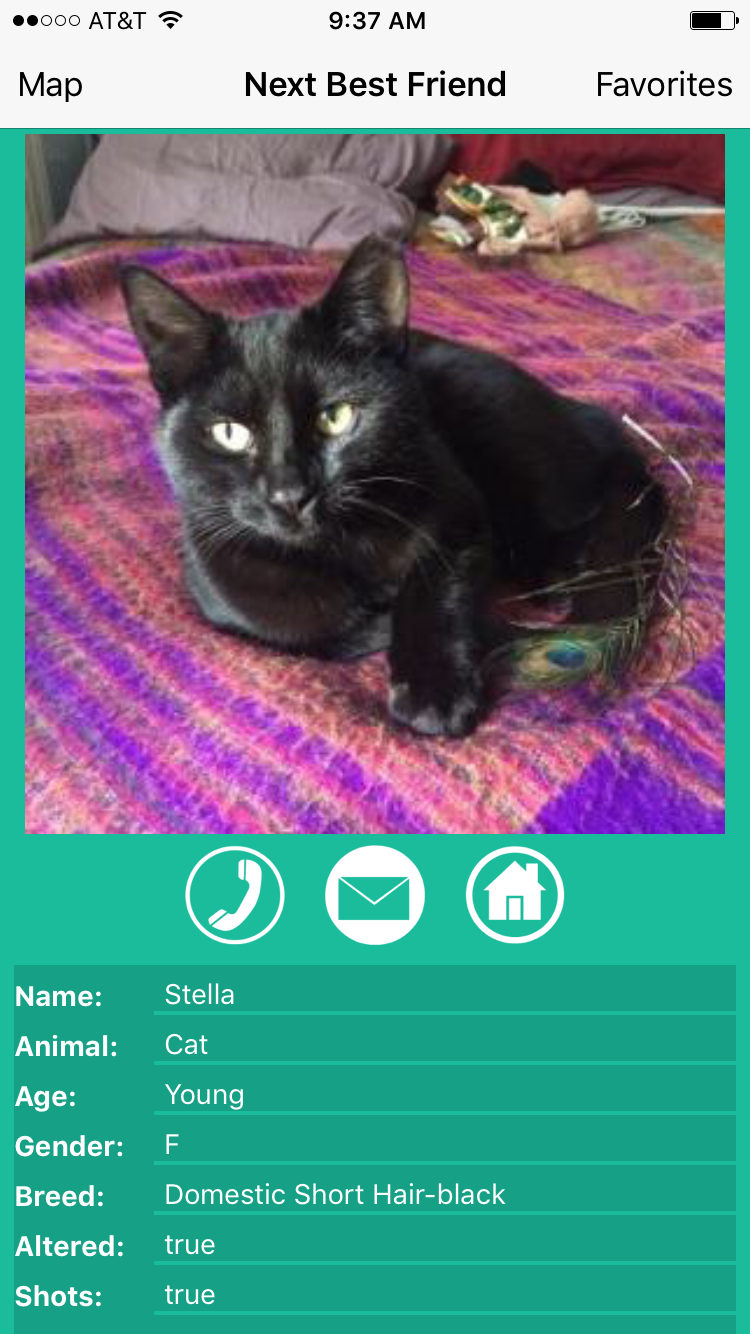 AT&T 9:37 AM
Map Next Best Friend Favorites
Name: Stella
Animal: Cat
Age: Young
Gender: F
Breed: Domestic Short Hair-black
Altered: true
Shots: true